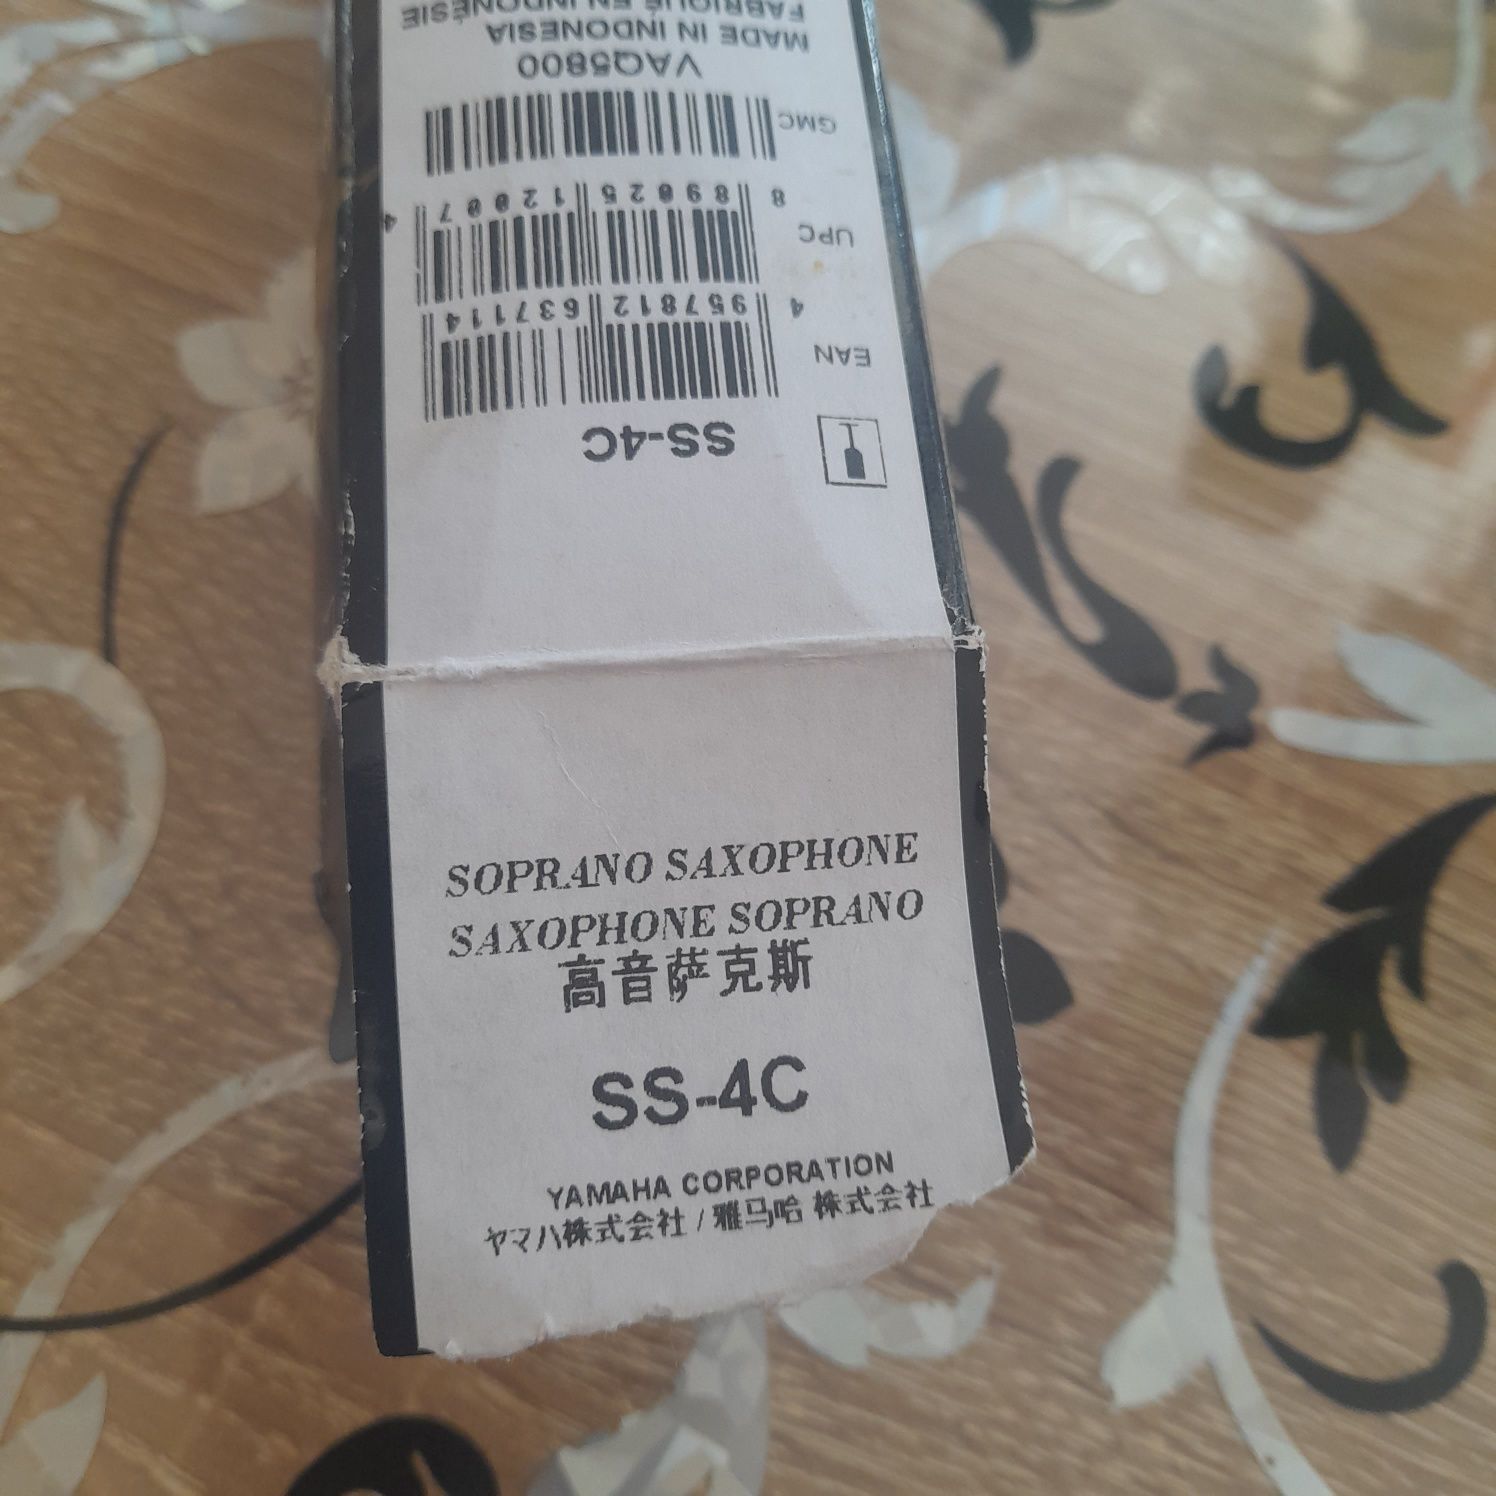 FABRIQUÉ EN INDONÉSIE
MADE IN INDONESIA
VAQ5800
GMC
8 89025 12007 4
UPC
4 957812 637114
EAN
SS-4C
SOPRANO SAXOPHONE
SAXOPHONE SOPRANO
高音萨克斯
SS-4C
YAMAHA CORPORATION
ヤマハ株式会社 / 雅马哈 株式会社